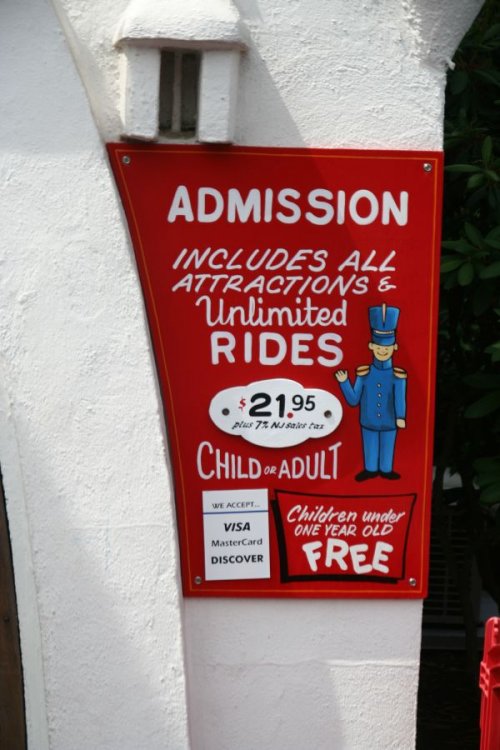 ADMISSION
INCLUDES ALL
ATTRACTIONS &
Unlimited
RIDES
$21.95
plus 7% NJ sales tax
CHILD OR ADULT
WE ACCEPT...
VISA
MasterCard
DISCOVER
Children under
ONE YEAR OLD
FREE